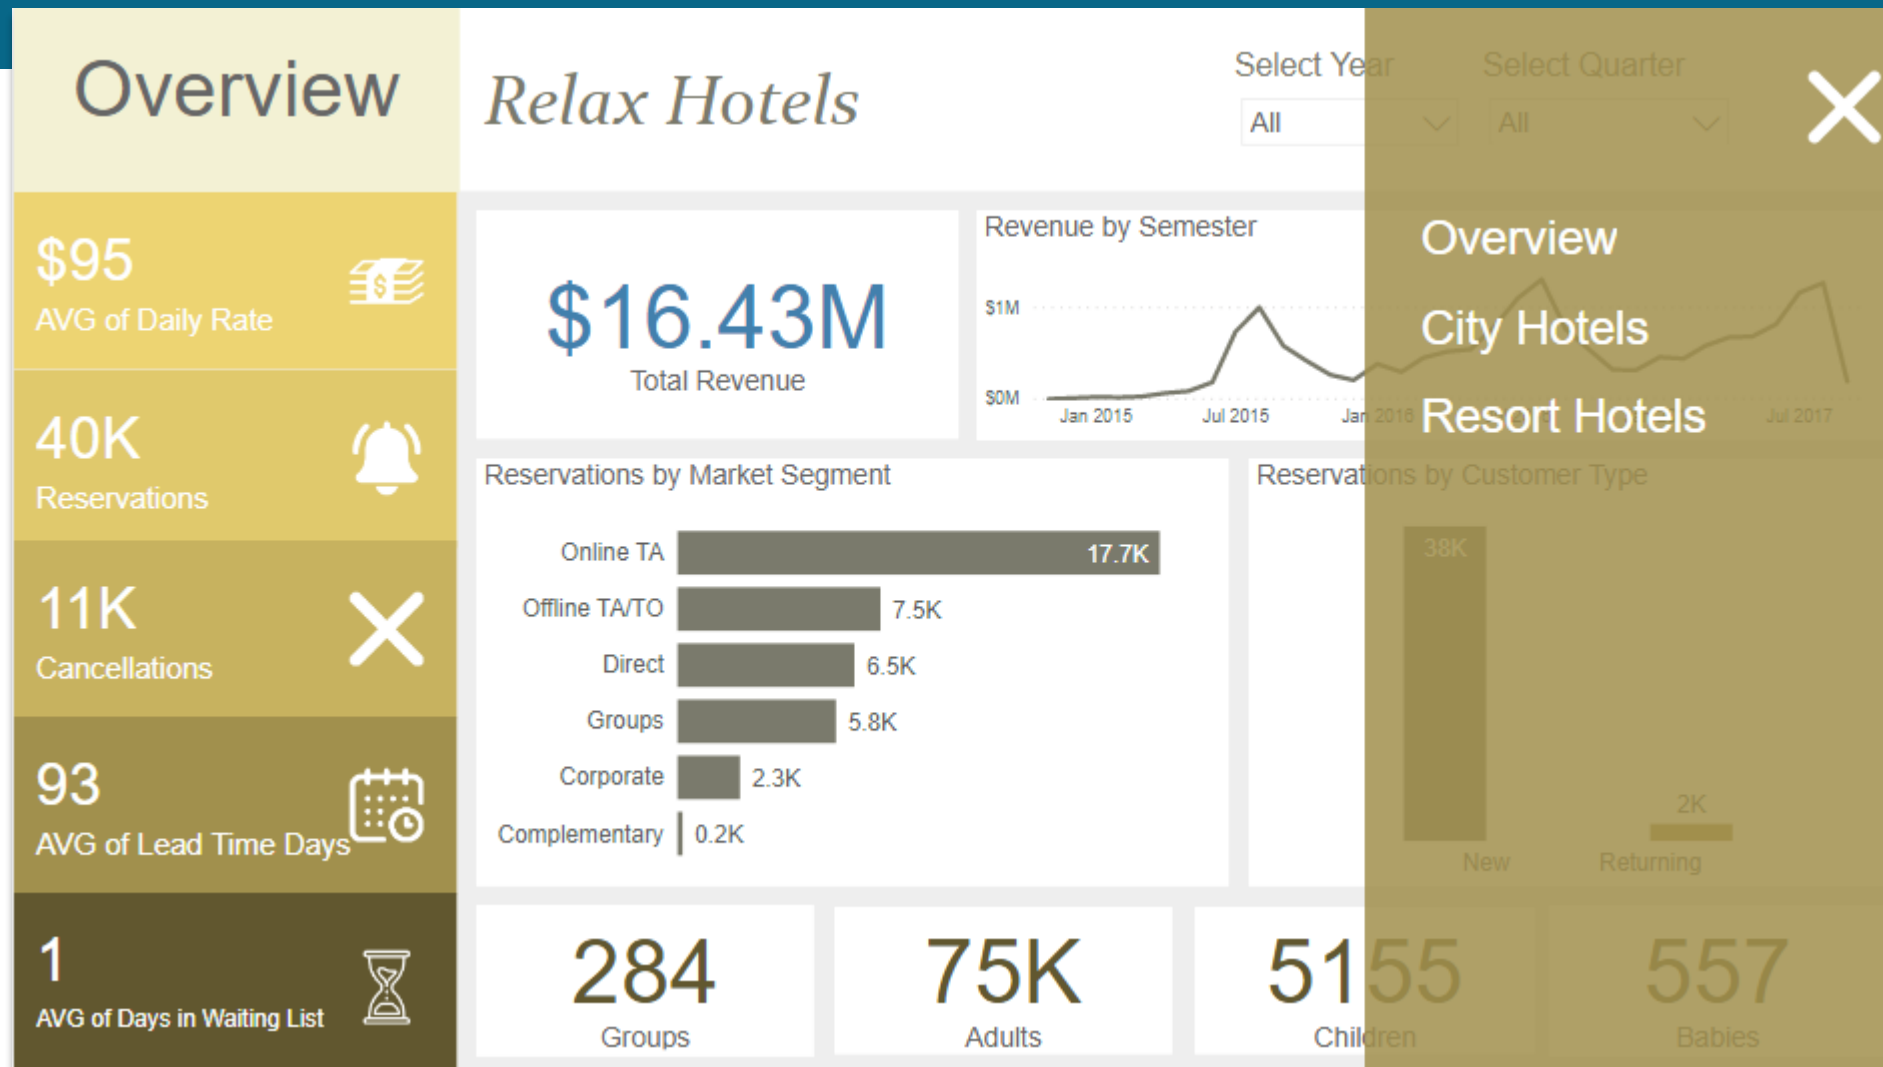 Overview
Relax Hotels
Select Year
Select Quarter
All
All
$95
AVG of Daily Rate
40K
Reservations
11K
Cancellations
93
AVG of Lead Time Days
1
AVG of Days in Waiting List
$16.43M
Total Revenue
Revenue by Semester
$1M
$0M
Jan 2015
Jul 2015
Jan 2016
Jul 2017
Overview
City Hotels
Resort Hotels
Reservations by Market Segment
Online TA 17.7K
Offline TA/TO 7.5K
Direct 6.5K
Groups 5.8K
Corporate 2.3K
Complementary 0.2K
Reservations by Customer Type
38K
2K
New
Returning
284
Groups
75K
Adults
5155
Children
557
Babies